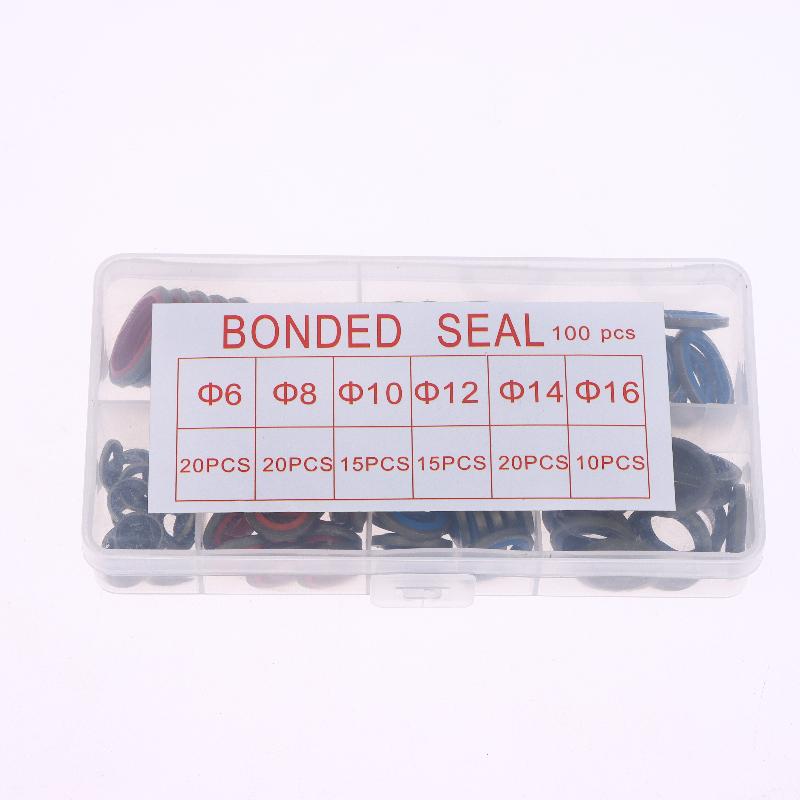 BONDED SEAL 100 pcs
Φ6 Φ8 Φ10 Φ12 Φ14 Φ16
20PCS 20PCS 15PCS 15PCS 20PCS 10PCS